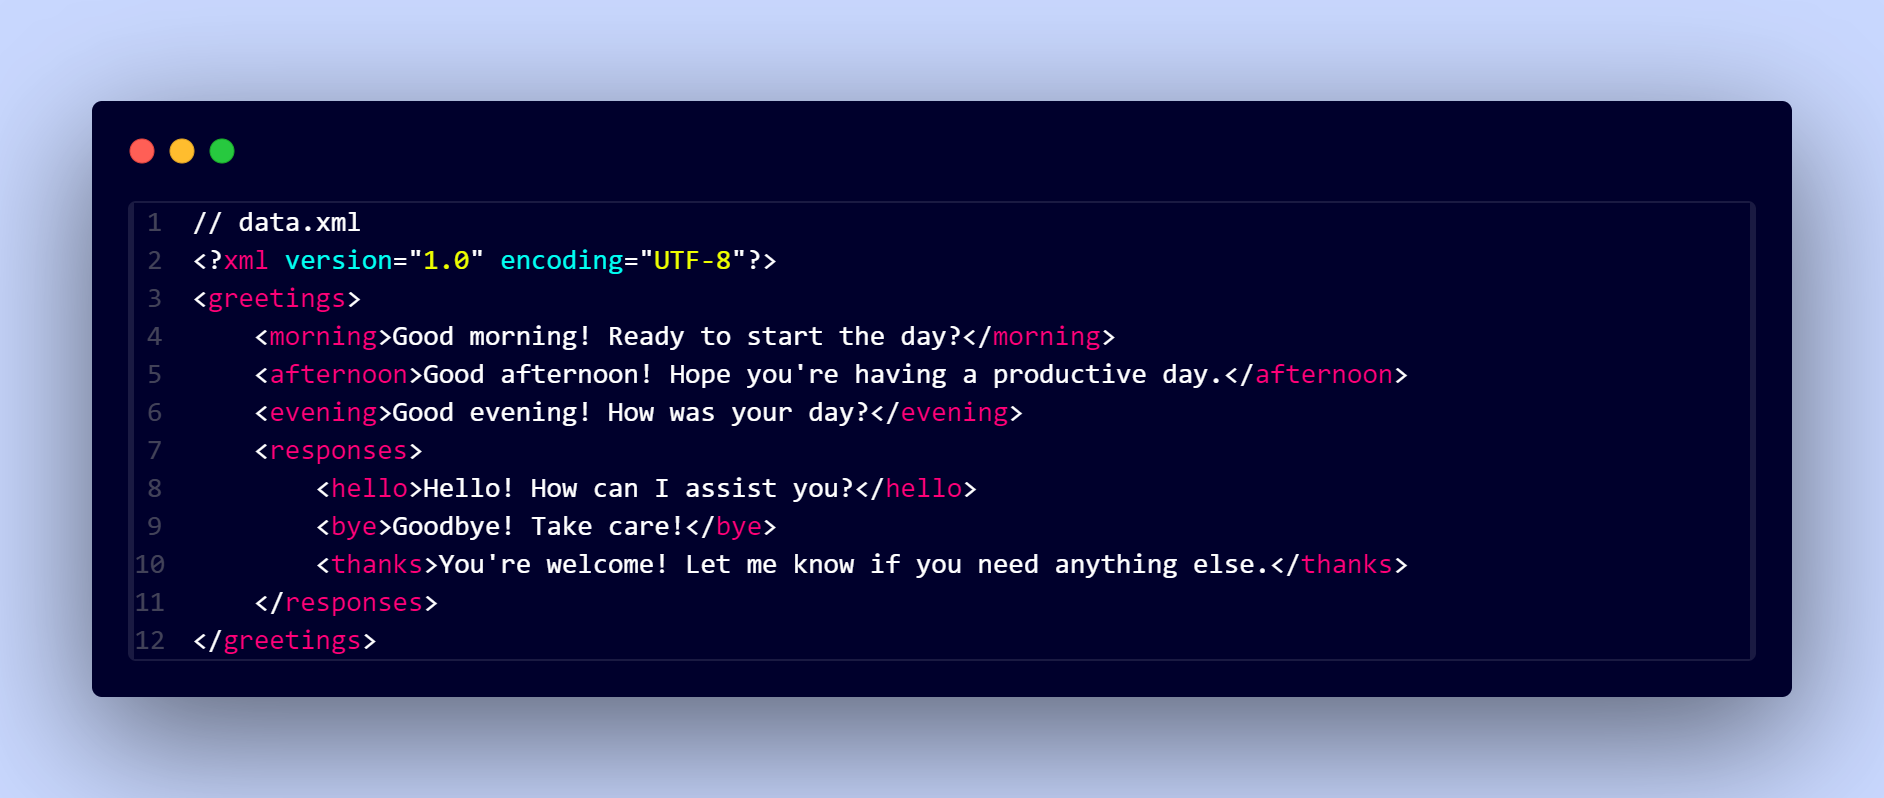 1 // data.xml
2 <?xml version="1.0" encoding="UTF-8"?>
3 <greetings>
4     <morning>Good morning! Ready to start the day?</morning>
5     <afternoon>Good afternoon! Hope you're having a productive day.</afternoon>
6     <evening>Good evening! How was your day?</evening>
7     <responses>
8         <hello>Hello! How can I assist you?</hello>
9         <bye>Goodbye! Take care!</bye>
10         <thanks>You're welcome! Let me know if you need anything else.</thanks>
11     </responses>
12 </greetings>